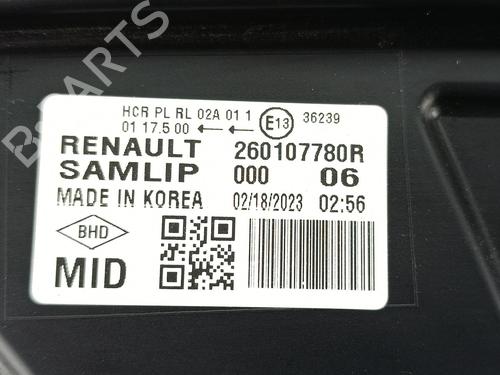 B PARTS
HCR PL RL 02A 01 1 E13 36239
01 17.5 00
RENAULT 260107780R
SAMLIP 000 06
MADE IN KOREA 02/18/2023 02:56
BHD
MID